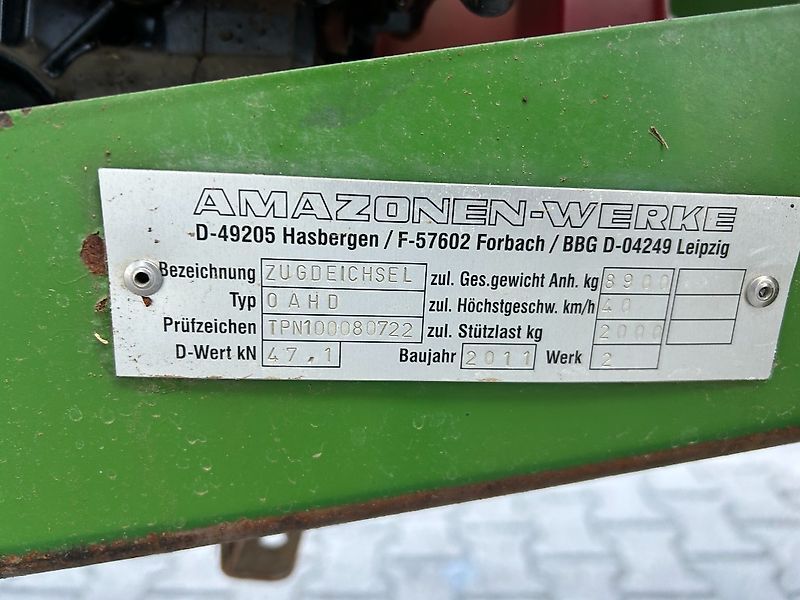 AMAZONEN-WERKE
D-49205 Hasbergen / F-57602 Forbach / BBG D-04249 Leipzig
Bezeichnung ZUGDEICHSEL zul. Ges.gewicht Anh. kg 8900
Typ OAHD zul. Höchstgeschw. km/h 40
Prüfzeichen TPN100080722 zul. Stützlast kg 2000
D-Wert kN 47,1 Baujahr 2011 Werk 2